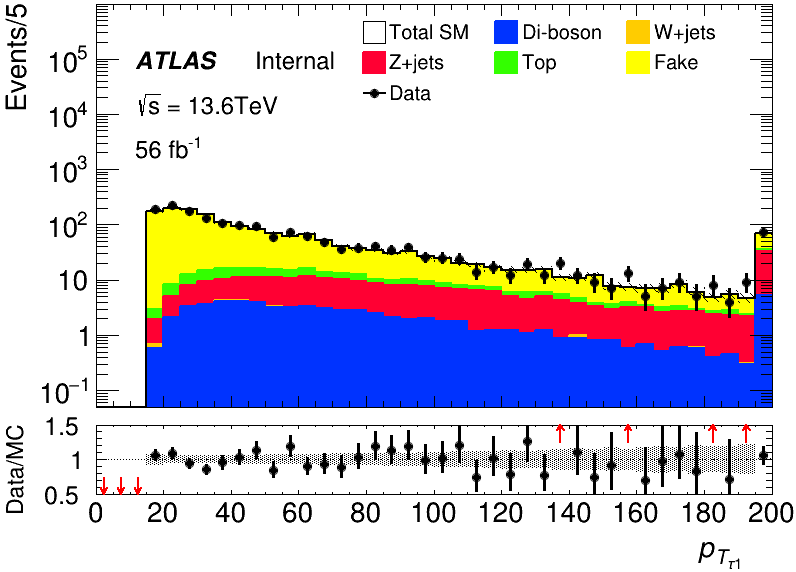 Events/5
Total SM Di-boson W+jets
ATLAS Internal Z+jets Top Fake
Data
√s = 13.6TeV
56 fb⁻¹
10⁵
10⁴
10³
10²
10
1
10⁻¹
Data/MC
1.5
1
0.5
0 20 40 60 80 100 120 140 160 180 200
p_{T_{τ1}}